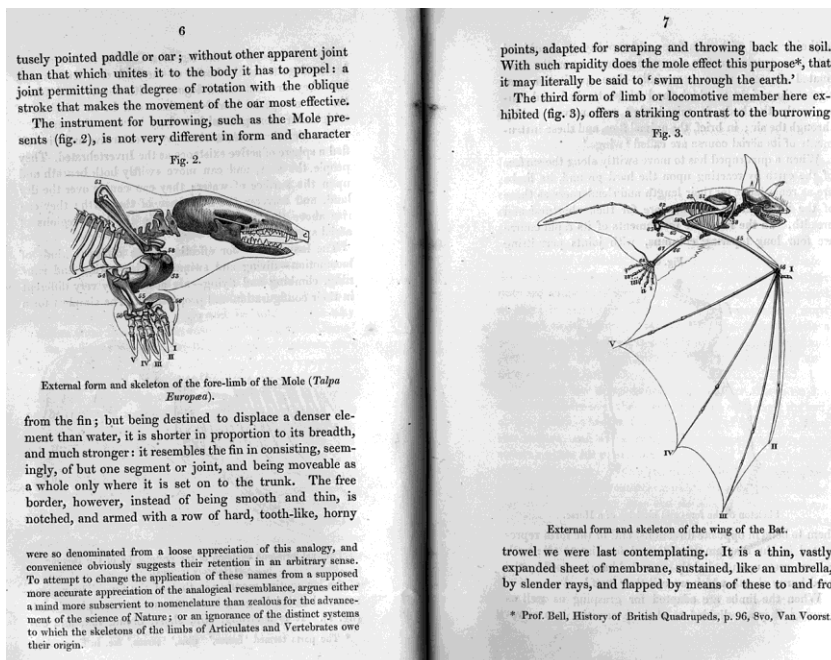 6
tusely pointed paddle or oar; without other apparent joint
than that which unites it to the body it has to propel: a
joint permitting that degree of rotation with the oblique
stroke that makes the movement of the oar most effective.
The instrument for burrowing, such as the Mole pre-
sents (fig. 2), is not very different in form and character
Fig. 2.
51
50
53
54
55
56
c
V IV III II I
External form and skeleton of the fore-limb of the Mole (Talpa
Europæa).
from the fin; but being destined to displace a denser ele-
ment than water, it is shorter in proportion to its breadth,
and much stronger: it resembles the fin in consisting, seem-
ingly, of but one segment or joint, and being moveable as
a whole only where it is set on to the trunk. The free
border, however, instead of being smooth and thin, is
notched, and armed with a row of hard, tooth-like, horny
were so denominated from a loose appreciation of this analogy, and
convenience obviously suggests their retention in an arbitrary sense.
To attempt to change the application of these names from a supposed
more accurate appreciation of the analogical resemblance, argues either
a mind more subservient to nomenclature than zealous for the advance-
ment of the science of Nature; or an ignorance of the distinct systems
to which the skeletons of the limbs of Articulates and Vertebrates owe
their origin.
7
points, adapted for scraping and throwing back the soil.
With such rapidity does the mole effect this purpose*, that
it may literally be said to ‘swim through the earth.’
The third form of limb or locomotive member here ex-
hibited (fig. 3), offers a striking contrast to the burrowing
Fig. 3.
I
V
IV
II
III
External form and skeleton of the wing of the Bat.
trowel we were last contemplating. It is a thin, vastly
expanded sheet of membrane, sustained, like an umbrella,
by slender rays, and flapped by means of these to and fro
* Prof. Bell, History of British Quadrupeds, p. 96, 8vo, Van Voorst.